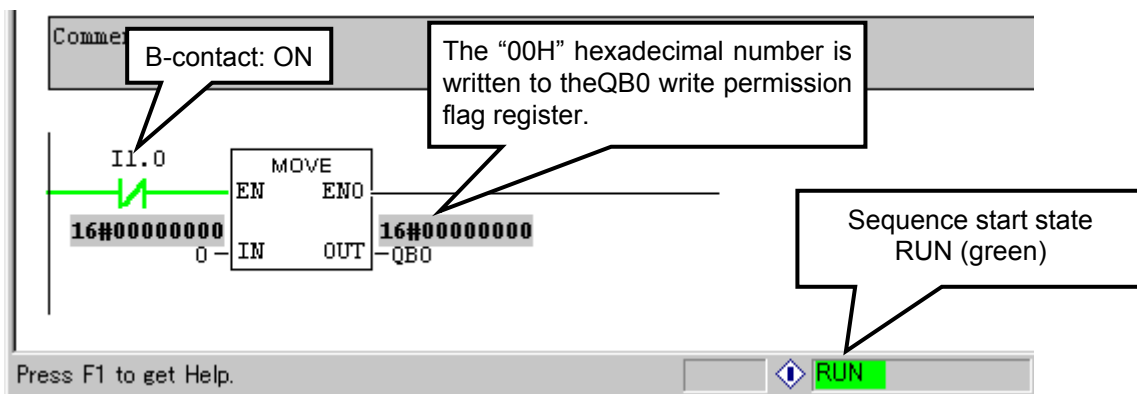 Comme
B-contact: ON
The “00H” hexadecimal number is
written to theQB0 write permission
flag register.
I1.0
MOVE
EN ENO
16#00000000 16#00000000
0 IN OUT QB0
Sequence start state
RUN (green)
Press F1 to get Help.
RUN